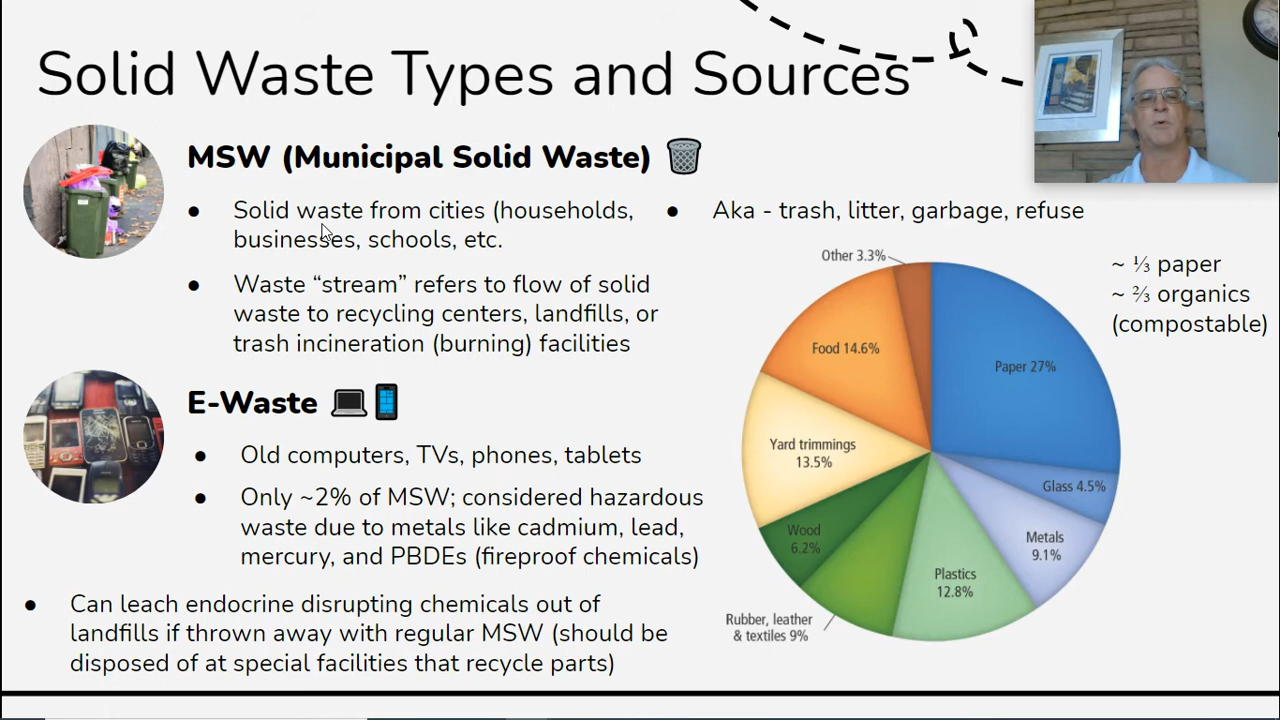 Solid Waste Types and Sources
MSW (Municipal Solid Waste)
● Solid waste from cities (households,
businesses, schools, etc.
● Waste “stream” refers to flow of solid
waste to recycling centers, landfills, or
trash incineration (burning) facilities
E-Waste
● Old computers, TVs, phones, tablets
● Only ~2% of MSW; considered hazardous
waste due to metals like cadmium, lead,
mercury, and PBDEs (fireproof chemicals)
● Can leach endocrine disrupting chemicals out of
landfills if thrown away with regular MSW (should be
disposed of at special facilities that recycle parts)
● Aka - trash, litter, garbage, refuse
~ ⅓ paper
~ ⅔ organics
(compostable)
Other 3.3%
Food 14.6%
Paper 27%
Yard trimmings
13.5%
Glass 4.5%
Wood
6.2%
Metals
9.1%
Plastics
12.8%
Rubber, leather
& textiles 9%